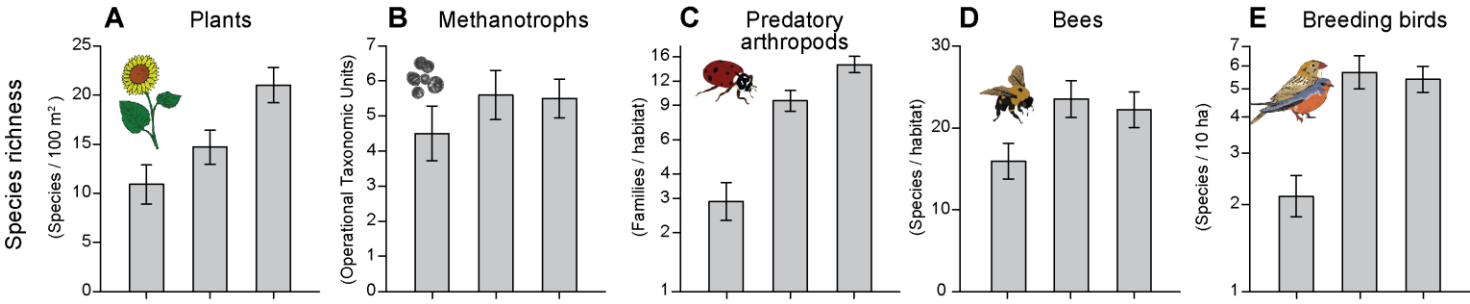 Species richness
A Plants
(Species / 100 m²)
25
20
15
10
5
0
B Methanotrophs
(Operational Taxonomic Units)
7
6
5
4
3
2
1
0
C Predatory
arthropods
(Families / habitat)
16
12
9
6
4
3
2
1
D Bees
(Species / habitat)
30
20
10
0
E Breeding birds
(Species / 10 ha)
7
6
5
4
3
2
1